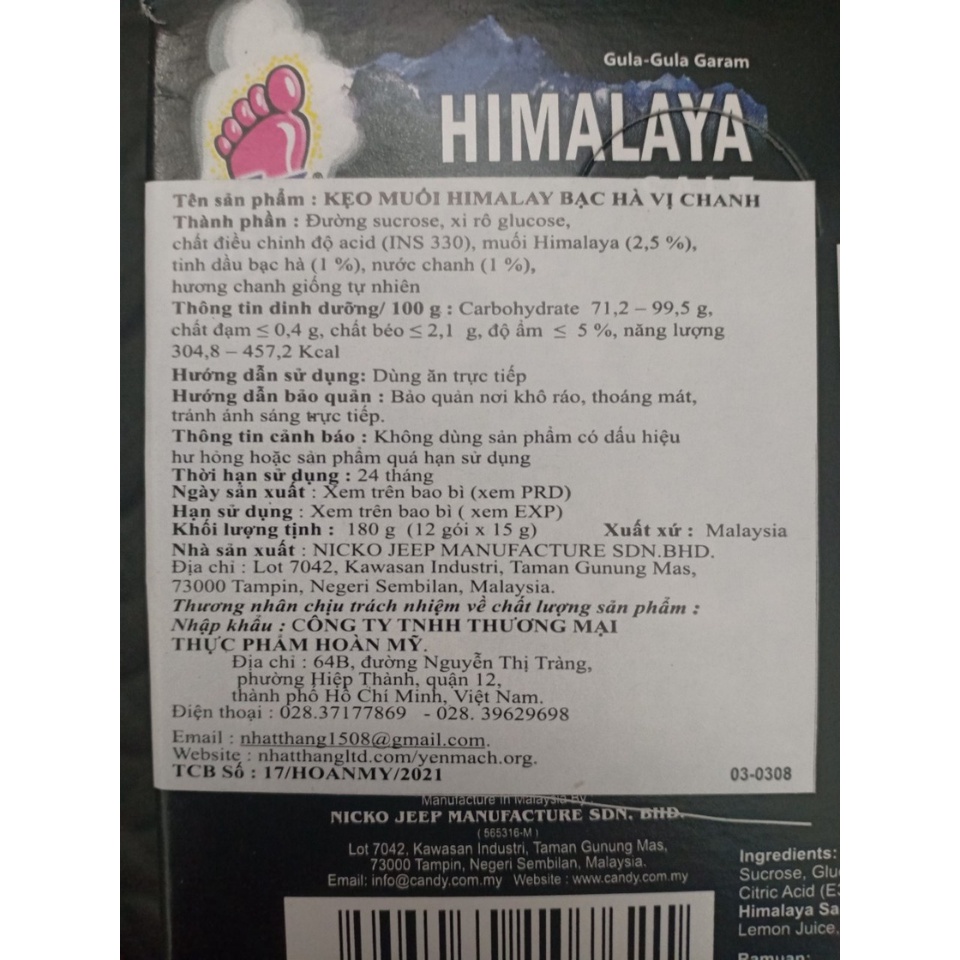 Gula-Gula Garam
HIMALAYA
Tên sản phẩm : KẸO MUỐI HIMALAY BẠC HÀ VỊ CHANH
Thành phần : Đường sucrose, xi rô glucose,
chất điều chỉnh độ acid (INS 330), muối Himalaya (2,5 %),
tinh dầu bạc hà (1 %), nước chanh (1 %),
hương chanh giống tự nhiên
Thông tin dinh dưỡng/ 100 g : Carbohydrate 71,2 – 99,5 g,
chất đạm ≤ 0,4 g, chất béo ≤ 2,1 g, độ ẩm ≤ 5 %, năng lượng
304,8 – 457,2 Kcal
Hướng dẫn sử dụng: Dùng ăn trực tiếp
Hướng dẫn bảo quản : Bảo quản nơi khô ráo, thoáng mát,
tránh ánh sáng trực tiếp.
Thông tin cảnh báo : Không dùng sản phẩm có dấu hiệu
hư hỏng hoặc sản phẩm quá hạn sử dụng
Thời hạn sử dụng : 24 tháng
Ngày sản xuất : Xem trên bao bì (xem PRD)
Hạn sử dụng : Xem trên bao bì ( xem EXP)
Khối lượng tịnh : 180 g (12 gói x 15 g) Xuất xứ : Malaysia
Nhà sản xuất : NICKO JEEP MANUFACTURE SDN.BHD.
Địa chỉ : Lot 7042, Kawasan Industri, Taman Gunung Mas,
73000 Tampin, Negeri Sembilan, Malaysia.
Thương nhân chịu trách nhiệm về chất lượng sản phẩm :
Nhập khẩu : CÔNG TY TNHH THƯƠNG MẠI
THỰC PHẨM HOÀN MỸ.
Địa chỉ : 64B, đường Nguyễn Thị Tràng,
phường Hiệp Thành, quận 12,
thành phố Hồ Chí Minh, Việt Nam.
Điện thoại : 028.37177869 - 028. 39629698
Email : nhatthang1508@gmail.com.
Website : nhatthangltd.com/yenmach.org.
TCB Số : 17/HOANMY/2021 03-0308
Manufacture In Malaysia By :
NICKO JEEP MANUFACTURE SDN. BHD.
( 565316-M )
Lot 7042, Kawasan Industri, Taman Gunung Mas,
73000 Tampin, Negeri Sembilan, Malaysia.
Email: info@candy.com.my Website : www.candy.com.my
Ingredients:
Sucrose, Glu
Citric Acid (E3
Himalaya Sa
Lemon Juice,
Ramuan: